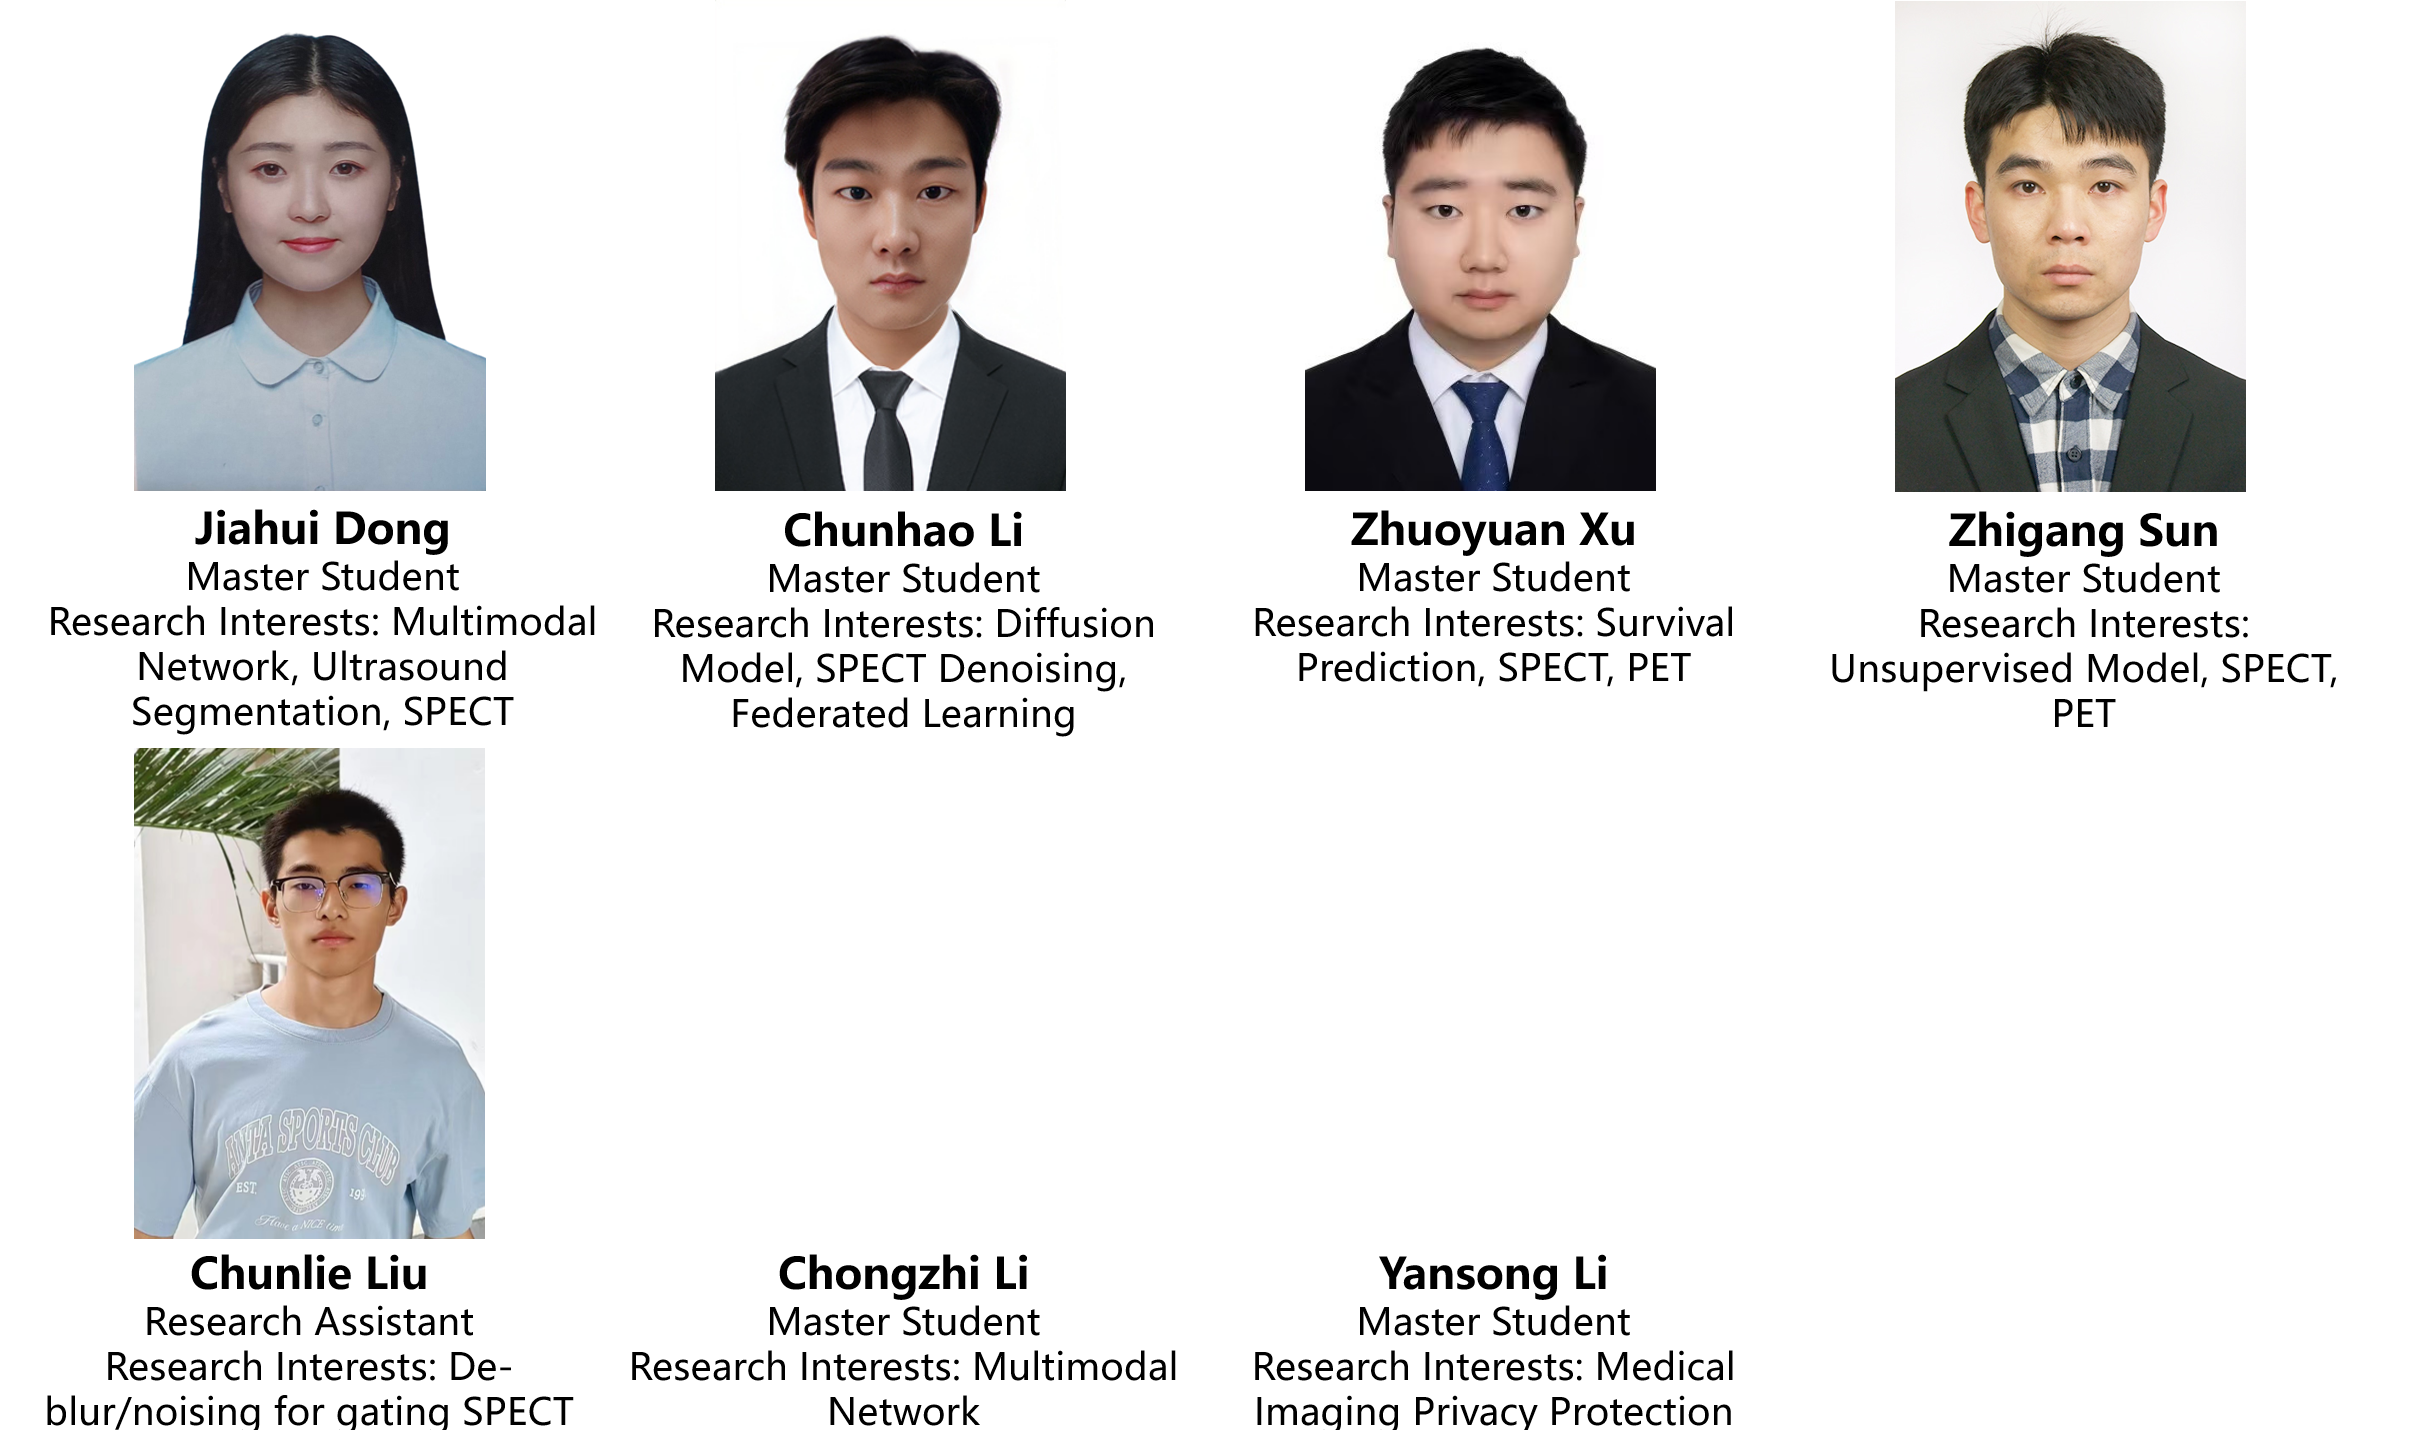 Jiahui Dong
Master Student
Research Interests: Multimodal
Network, Ultrasound
Segmentation, SPECT
Chunhao Li
Master Student
Research Interests: Diffusion
Model, SPECT Denoising,
Federated Learning
Zhuoyuan Xu
Master Student
Research Interests: Survival
Prediction, SPECT, PET
Zhigang Sun
Master Student
Research Interests:
Unsupervised Model, SPECT,
PET
ANTA SPORTS CLUB
EST.
Have a NICE time
Chunlie Liu
Research Assistant
Research Interests: De-
blur/noising for gating SPECT
Chongzhi Li
Master Student
Research Interests: Multimodal
Network
Yansong Li
Master Student
Research Interests: Medical
Imaging Privacy Protection